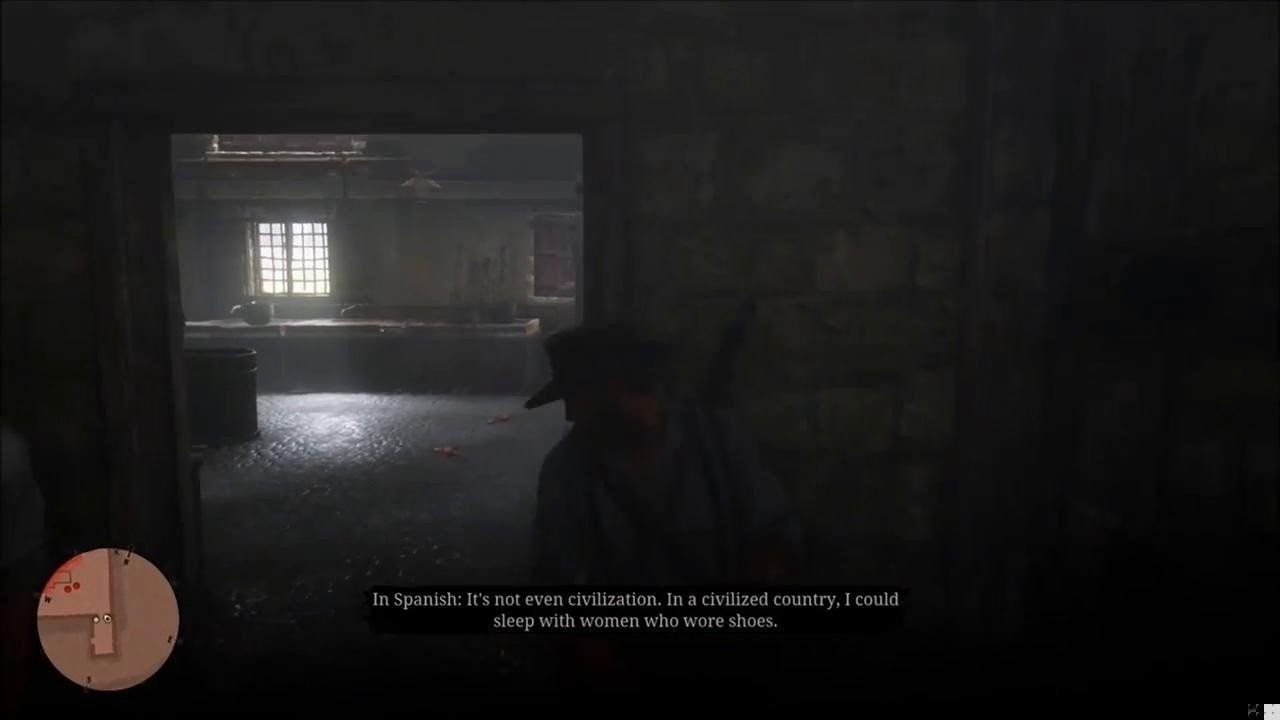 In Spanish: It's not even civilization. In a civilized country, I could
sleep with women who wore shoes.
N
W
E
S